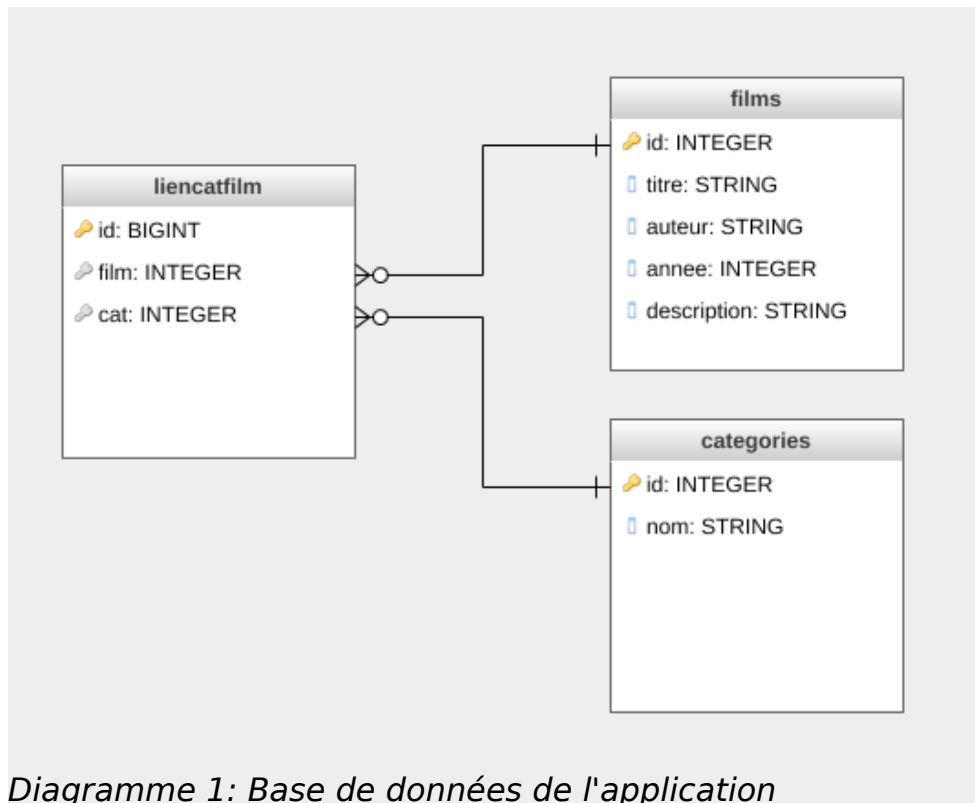 liencatfilm
id: BIGINT
film: INTEGER
cat: INTEGER
films
id: INTEGER
titre: STRING
auteur: STRING
annee: INTEGER
description: STRING
categories
id: INTEGER
nom: STRING
Diagramme 1: Base de données de l'application